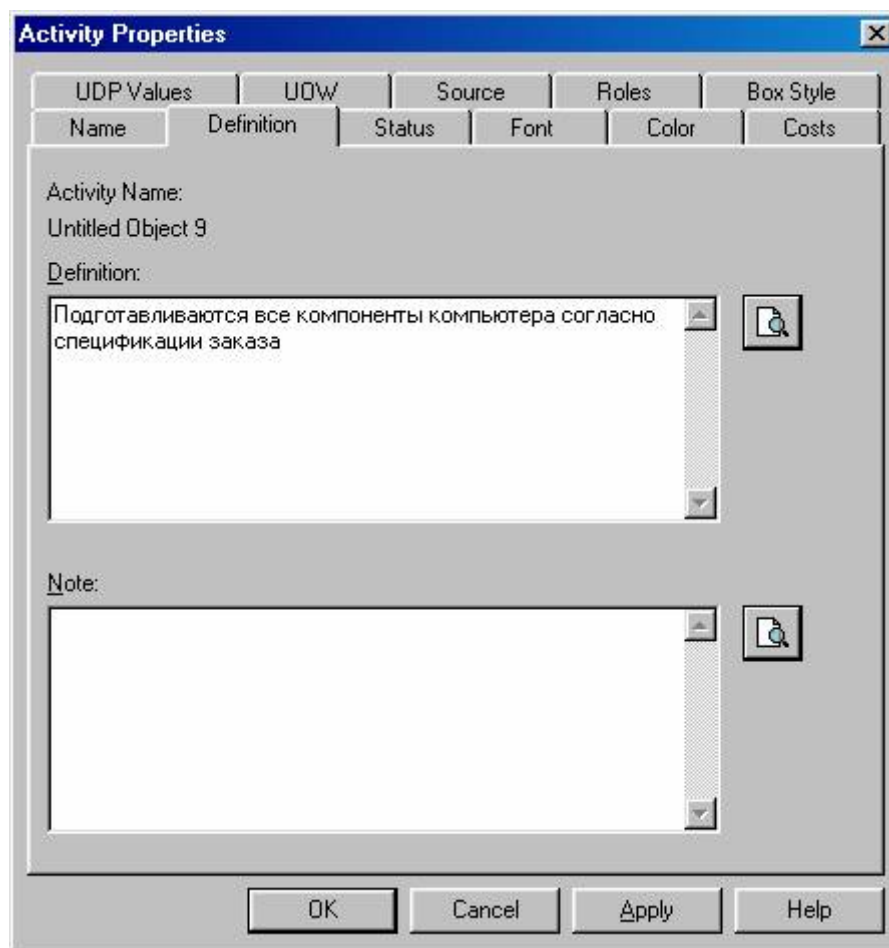 Activity Properties
UDP Values UOW Source Roles Box Style
Name Definition Status Font Color Costs
Activity Name:
Untitled Object 9
Definition:
Подготавливаются все компоненты компьютера согласно
спецификации заказа
Note:
OK Cancel Apply Help